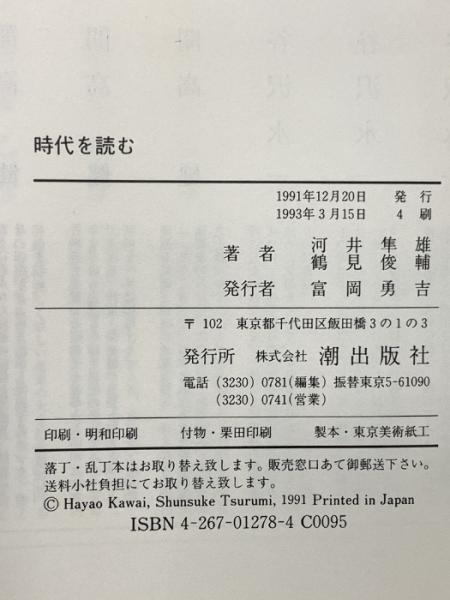 時代を読む
1991年12月20日 発行
1993年3月15日 4刷
著者 河井隼雄
鶴見俊輔
発行者 富岡勇吉
〒102 東京都千代田区飯田橋3の1の3
発行所 株式会社 潮出版社
電話 (3230) 0781(編集) 振替東京5-61090
(3230) 0741(営業)
印刷・明和印刷 付物・栗田印刷 製本・東京美術紙工
落丁・乱丁本はお取り替え致します。販売窓口あて御郵送下さい。
送料小社負担にてお取り替え致します。
© Hayao Kawai, Shunsuke Tsurumi, 1991 Printed in Japan
ISBN 4-267-01278-4 C0095